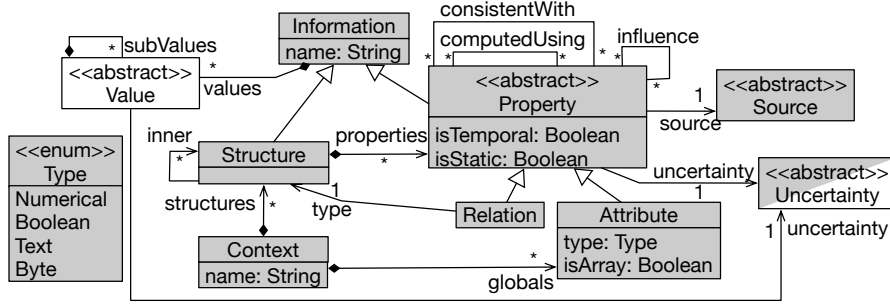 consistentWith
Information
name: String
* subValues
<<abstract>>
Value
*
values
* computedUsing *
* *
influence
*
*
<<abstract>>
Property
isTemporal: Boolean
isStatic: Boolean
1
source
<<abstract>>
Source
<<enum>>
Type
Numerical
Boolean
Text
Byte
inner
*
Structure
properties
*
structures
*
1
type
Relation
uncertainty
1
<<abstract>>
Uncertainty
1 uncertainty
Attribute
type: Type
isArray: Boolean
Context
name: String
*
globals